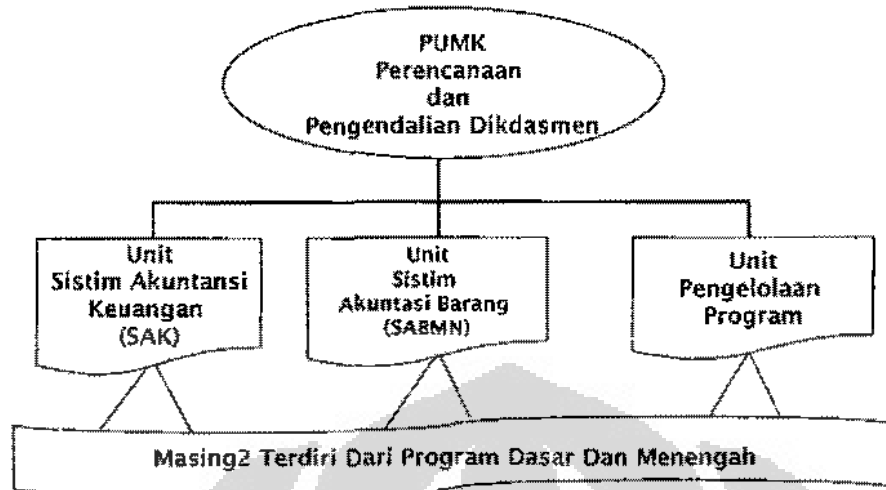 PUMK
Perencanaan
dan
Pengendalian Dikdasmen
Unit
Sistim Akuntansi
Keuangan
(SAK)
Unit
Sistim
Akuntasi Barang
(SABMN)
Unit
Pengelolaan
Program
Masing2 Terdiri Dari Program Dasar Dan Menengah